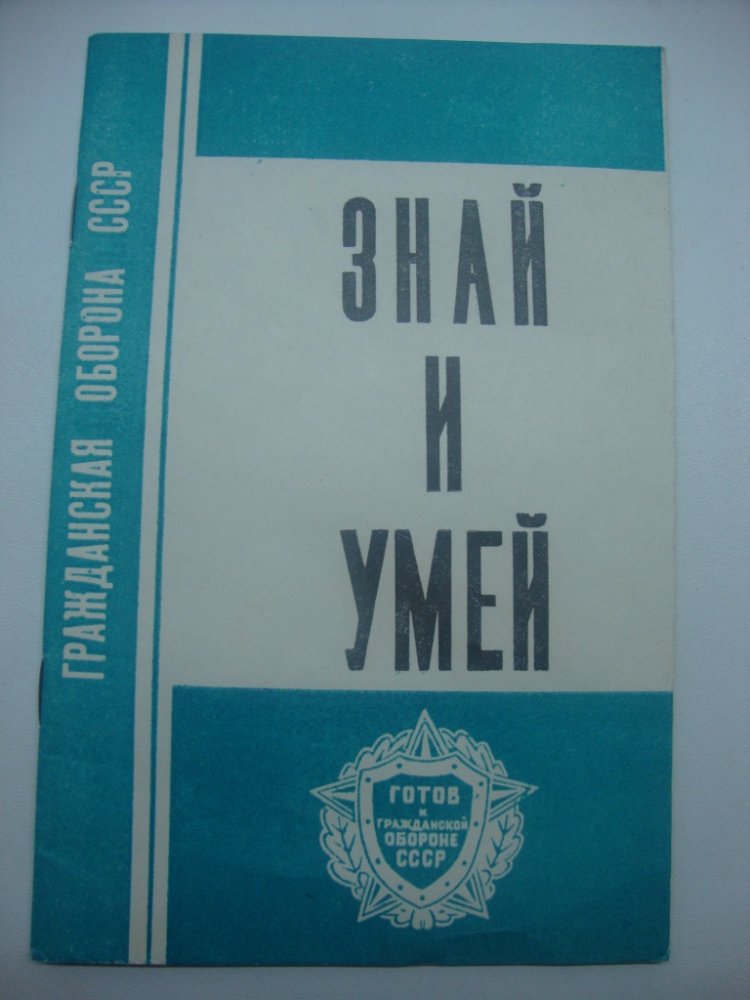 ГРАЖДАНСКАЯ ОБОРОНА СССР
ЗНАЙ
И
УМЕЙ
ГОТОВ
К
ГРАЖДАНСКОЙ
ОБОРОНЕ
СССР